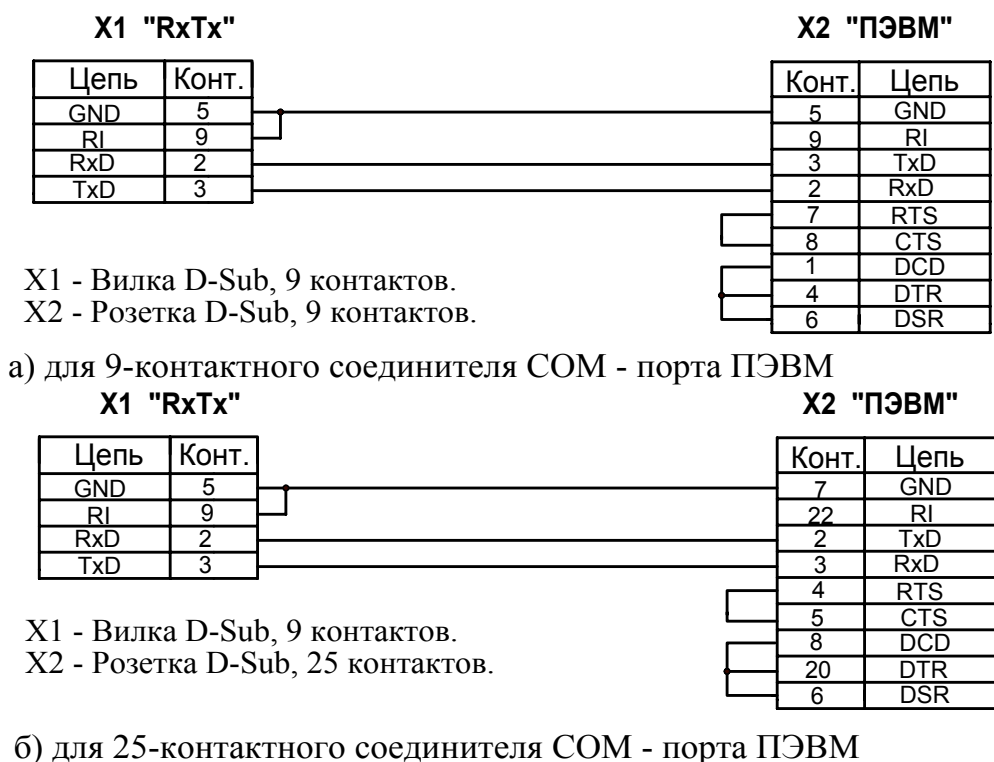 X1 "RxTx" X2 "ПЭВМ"
Цепь Конт. Конт. Цепь
GND 5 5 GND
RI 9 9 RI
RxD 2 3 TxD
TxD 3 2 RxD
7 RTS
8 CTS
1 DCD
4 DTR
6 DSR
X1 - Вилка D-Sub, 9 контактов.
X2 - Розетка D-Sub, 9 контактов.
а) для 9-контактного соединителя COM - порта ПЭВМ
X1 "RxTx" X2 "ПЭВМ"
Цепь Конт. Конт. Цепь
GND 5 7 GND
RI 9 22 RI
RxD 2 2 TxD
TxD 3 3 RxD
4 RTS
5 CTS
8 DCD
20 DTR
6 DSR
X1 - Вилка D-Sub, 9 контактов.
X2 - Розетка D-Sub, 25 контактов.
б) для 25-контактного соединителя COM - порта ПЭВМ